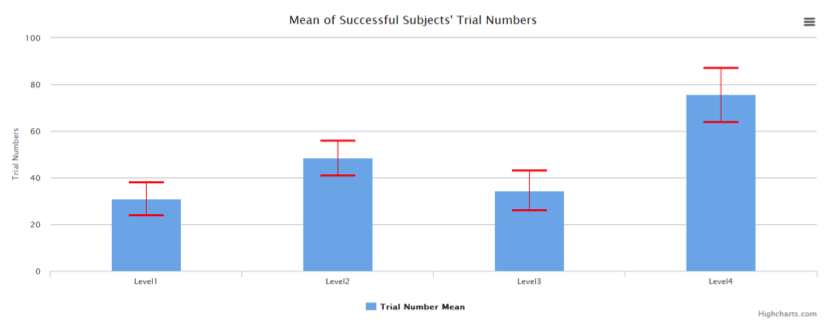 Mean of Successful Subjects' Trial Numbers
100
80
60
40
20
0
Trial Numbers
Level1 Level2 Level3 Level4
Trial Number Mean
Highcharts.com